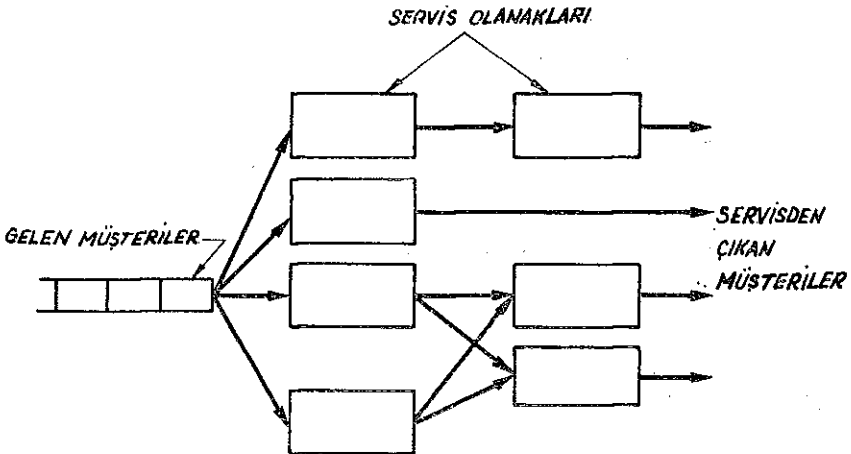 SERVİS OLANAKLARI
GELEN MÜŞTERİLER
SERVİSDEN
ÇIKAN
MÜŞTERİLER